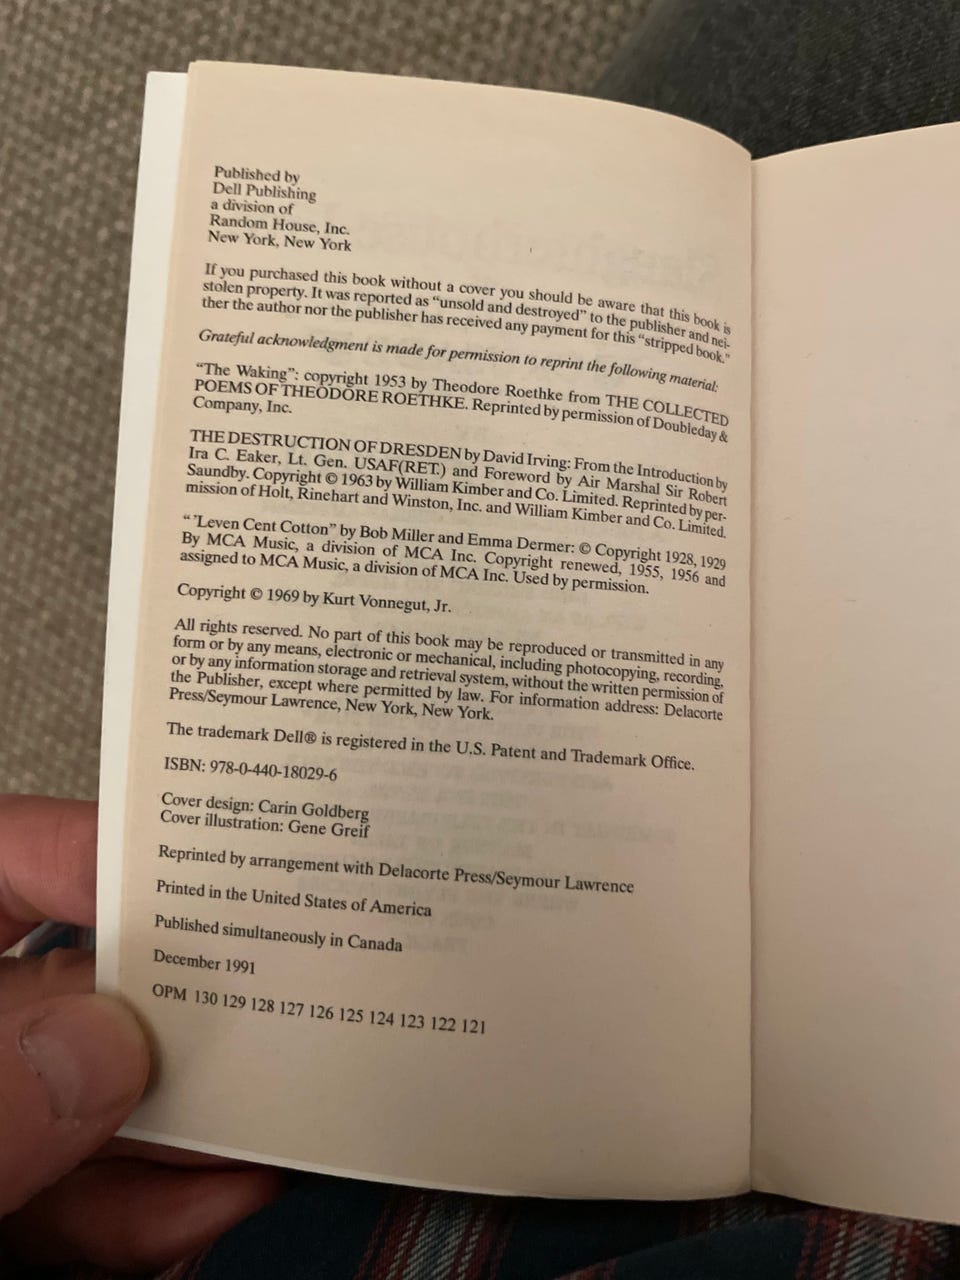 Published by
Dell Publishing
a division of
Random House, Inc.
New York, New York
If you purchased this book without a cover you should be aware that this book is
stolen property. It was reported as “unsold and destroyed” to the publisher and nei-
ther the author nor the publisher has received any payment for this “stripped book.”
Grateful acknowledgment is made for permission to reprint the following material:
“The Waking”: copyright 1953 by Theodore Roethke from THE COLLECTED
POEMS OF THEODORE ROETHKE. Reprinted by permission of Doubleday &
Company, Inc.
THE DESTRUCTION OF DRESDEN by David Irving: From the Introduction by
Ira C. Eaker, Lt. Gen. USAF(RET.) and Foreword by Air Marshal Sir Robert
Saundby. Copyright © 1963 by William Kimber and Co. Limited. Reprinted by per-
mission of Holt, Rinehart and Winston, Inc. and William Kimber and Co. Limited.
“ ’Leven Cent Cotton” by Bob Miller and Emma Dermer: © Copyright 1928, 1929
By MCA Music, a division of MCA Inc. Copyright renewed, 1955, 1956 and
assigned to MCA Music, a division of MCA Inc. Used by permission.
Copyright © 1969 by Kurt Vonnegut, Jr.
All rights reserved. No part of this book may be reproduced or transmitted in any
form or by any means, electronic or mechanical, including photocopying, recording,
or by any information storage and retrieval system, without the written permission of
the Publisher, except where permitted by law. For information address: Delacorte
Press/Seymour Lawrence, New York, New York.
The trademark Dell® is registered in the U.S. Patent and Trademark Office.
ISBN: 978-0-440-18029-6
Cover design: Carin Goldberg
Cover illustration: Gene Greif
Reprinted by arrangement with Delacorte Press/Seymour Lawrence
Printed in the United States of America
Published simultaneously in Canada
December 1991
OPM 130 129 128 127 126 125 124 123 122 121